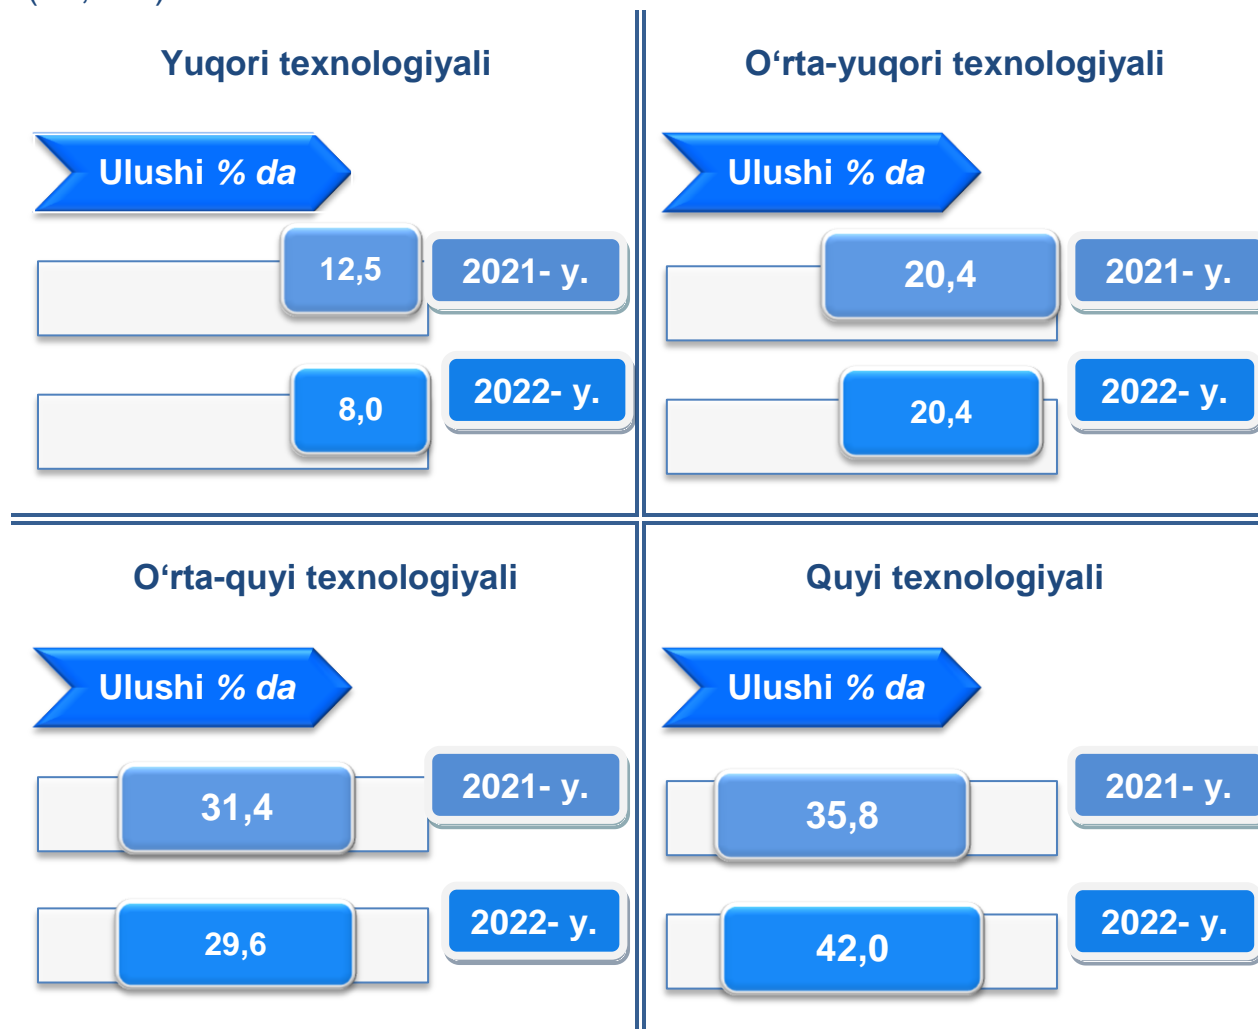 Yuqori texnologiyali
Ulushi % da
12,5
2021- y.
8,0
2022- y.
O‘rta-yuqori texnologiyali
Ulushi % da
20,4
2021- y.
20,4
2022- y.
O‘rta-quyi texnologiyali
Ulushi % da
31,4
2021- y.
29,6
2022- y.
Quyi texnologiyali
Ulushi % da
35,8
2021- y.
42,0
2022- y.